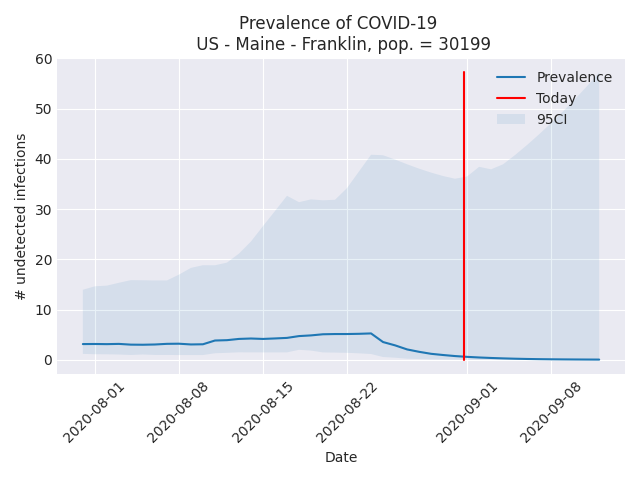 Prevalence of COVID-19
US - Maine - Franklin, pop. = 30199
# undetected infections
60
50
40
30
20
10
0
Prevalence
Today
95CI
2020-08-01
2020-08-08
2020-08-15
2020-08-22
2020-09-01
2020-09-08
Date